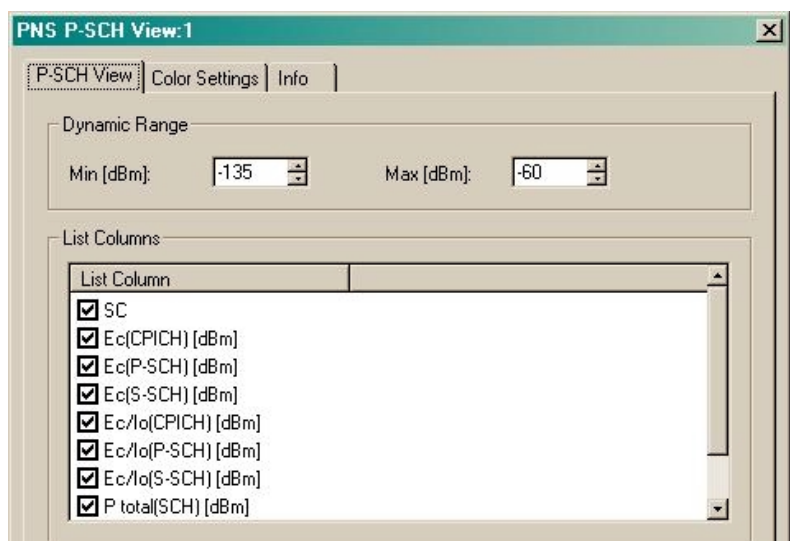 PNS P-SCH View:1
P-SCH View Color Settings Info
Dynamic Range
Min [dBm]: -135 Max [dBm]: -60
List Columns
List Column
SC
Ec(CPICH) [dBm]
Ec(P-SCH) [dBm]
Ec(S-SCH) [dBm]
Ec/Io(CPICH) [dBm]
Ec/Io(P-SCH) [dBm]
Ec/Io(S-SCH) [dBm]
P total(SCH) [dBm]